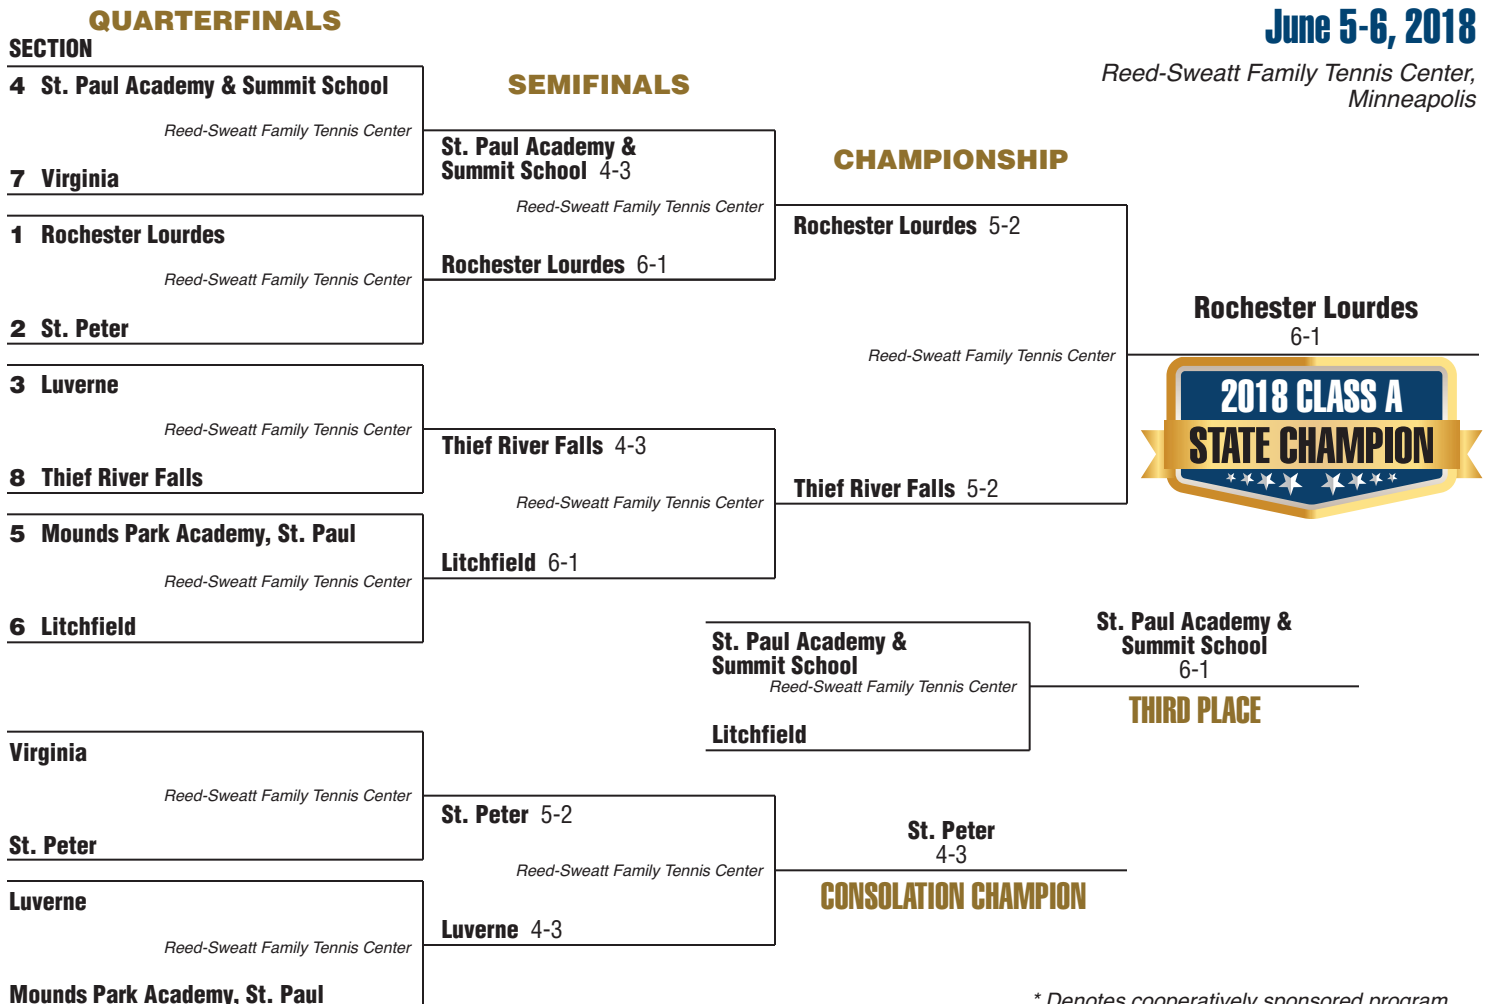 QUARTERFINALS
SECTION
4 St. Paul Academy & Summit School
Reed-Sweatt Family Tennis Center
7 Virginia
1 Rochester Lourdes
Reed-Sweatt Family Tennis Center
2 St. Peter
3 Luverne
Reed-Sweatt Family Tennis Center
8 Thief River Falls
5 Mounds Park Academy, St. Paul
Reed-Sweatt Family Tennis Center
6 Litchfield
SEMIFINALS
St. Paul Academy &
Summit School 4-3
Reed-Sweatt Family Tennis Center
Rochester Lourdes 6-1
Thief River Falls 4-3
Reed-Sweatt Family Tennis Center
Litchfield 6-1
CHAMPIONSHIP
Rochester Lourdes 5-2
Reed-Sweatt Family Tennis Center
Thief River Falls 5-2
June 5-6, 2018
Reed-Sweatt Family Tennis Center,
Minneapolis
Rochester Lourdes
6-1
2018 CLASS A
STATE CHAMPION
St. Paul Academy &
Summit School
Reed-Sweatt Family Tennis Center
Litchfield
St. Paul Academy &
Summit School
6-1
THIRD PLACE
Virginia
Reed-Sweatt Family Tennis Center
St. Peter
Luverne
Reed-Sweatt Family Tennis Center
Mounds Park Academy, St. Paul
St. Peter 5-2
Reed-Sweatt Family Tennis Center
Luverne 4-3
St. Peter
4-3
CONSOLATION CHAMPION
* Denotes cooperatively sponsored program